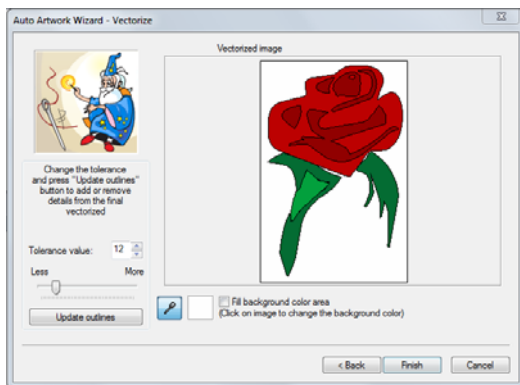 Auto Artwork Wizard - Vectorize
Vectorized image
Change the tolerance
and press "Update outlines"
button to add or remove
details from the final
vectorized
Tolerance value: 12
Less More
Update outlines
Fill background color area
(Click on image to change the background color)
< Back Finish Cancel